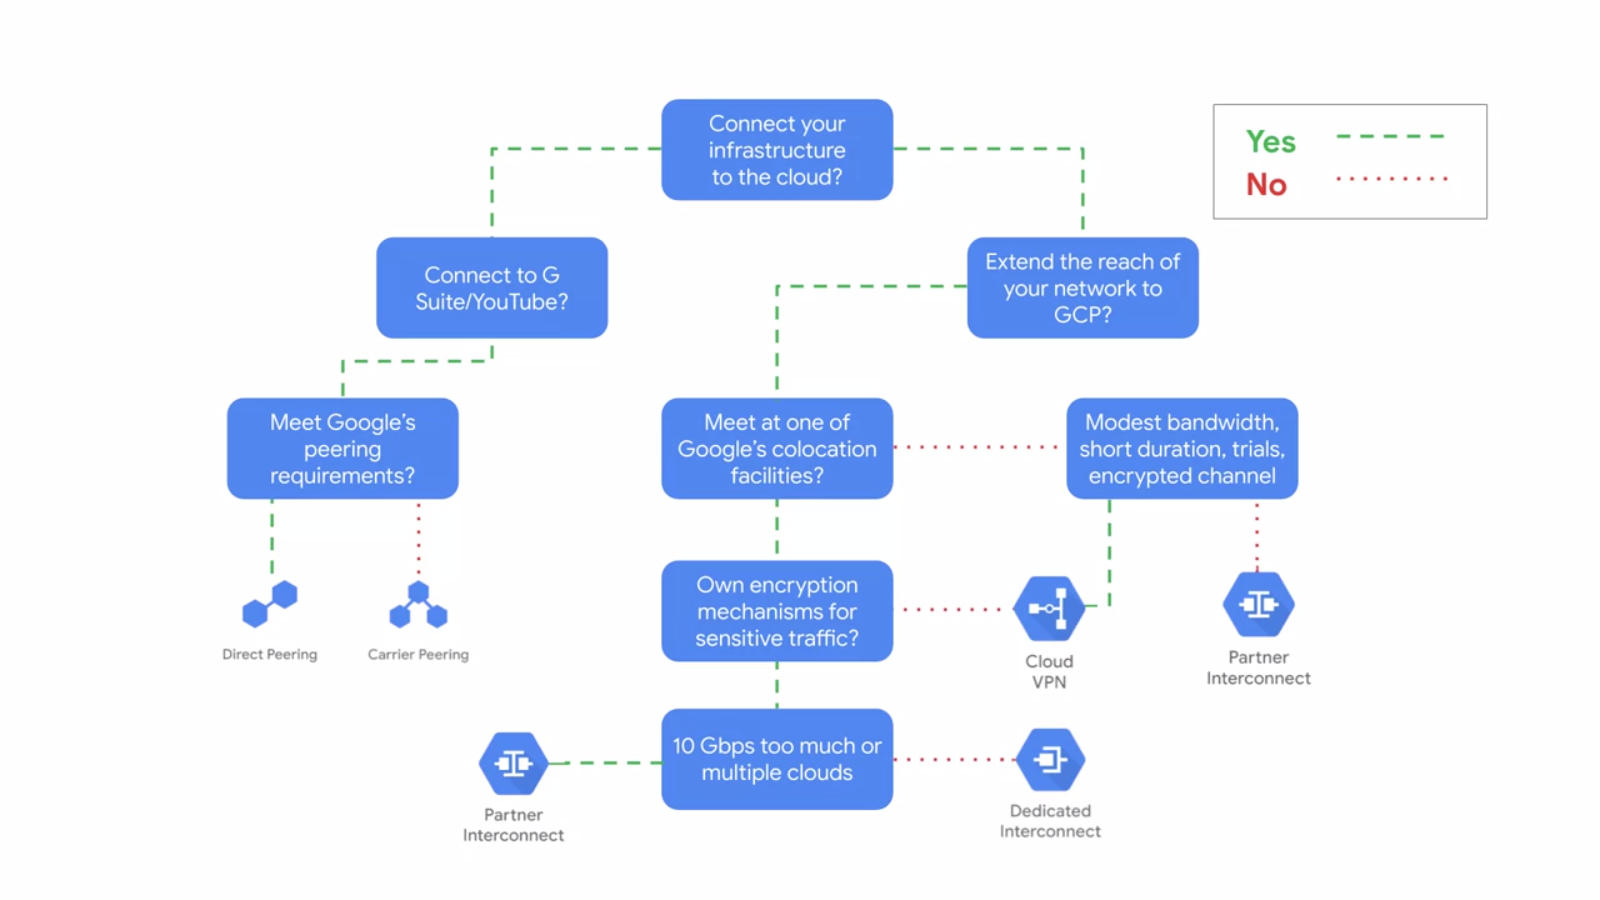 Connect your
infrastructure
to the cloud?
Yes
No
Connect to G
Suite/YouTube?
Extend the reach of
your network to
GCP?
Meet Google's
peering
requirements?
Meet at one of
Google's colocation
facilities?
Modest bandwidth,
short duration, trials,
encrypted channel
Direct Peering
Carrier Peering
Own encryption
mechanisms for
sensitive traffic?
Cloud
VPN
Partner
Interconnect
Partner
Interconnect
10 Gbps too much or
multiple clouds
Dedicated
Interconnect